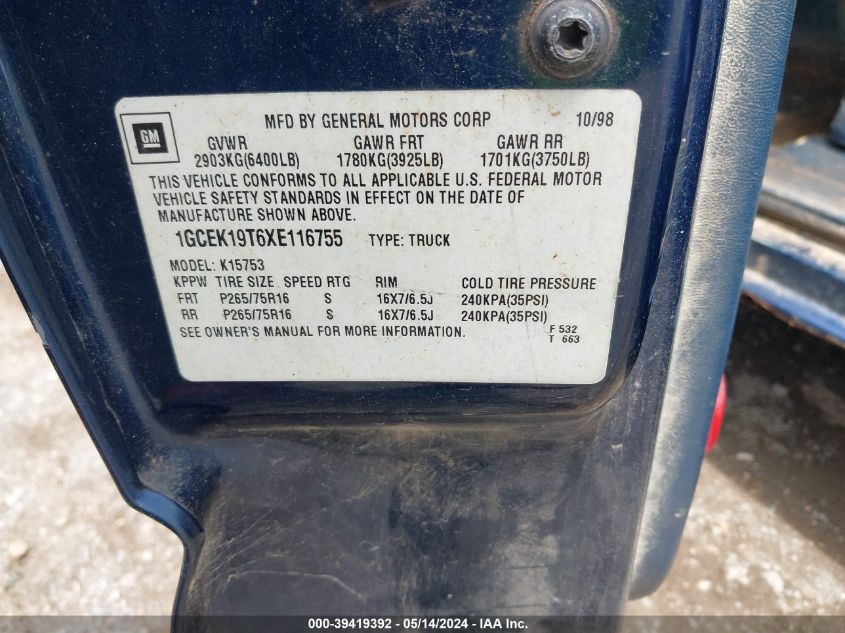 MFD BY GENERAL MOTORS CORP 10/98
GM
GVWR GAWR FRT GAWR RR
2903KG(6400LB) 1780KG(3925LB) 1701KG(3750LB)
THIS VEHICLE CONFORMS TO ALL APPLICABLE U.S. FEDERAL MOTOR
VEHICLE SAFETY STANDARDS IN EFFECT ON THE DATE OF
MANUFACTURE SHOWN ABOVE.
1GCEK19T6XE116755 TYPE: TRUCK
MODEL: K15753
KPPW TIRE SIZE SPEED RTG RIM COLD TIRE PRESSURE
FRT P265/75R16 S 16X7/6.5J 240KPA(35PSI)
RR P265/75R16 S 16X7/6.5J 240KPA(35PSI)
SEE OWNER'S MANUAL FOR MORE INFORMATION. F 532
T 663
000-39419392 - 05/14/2024 - IAA Inc.